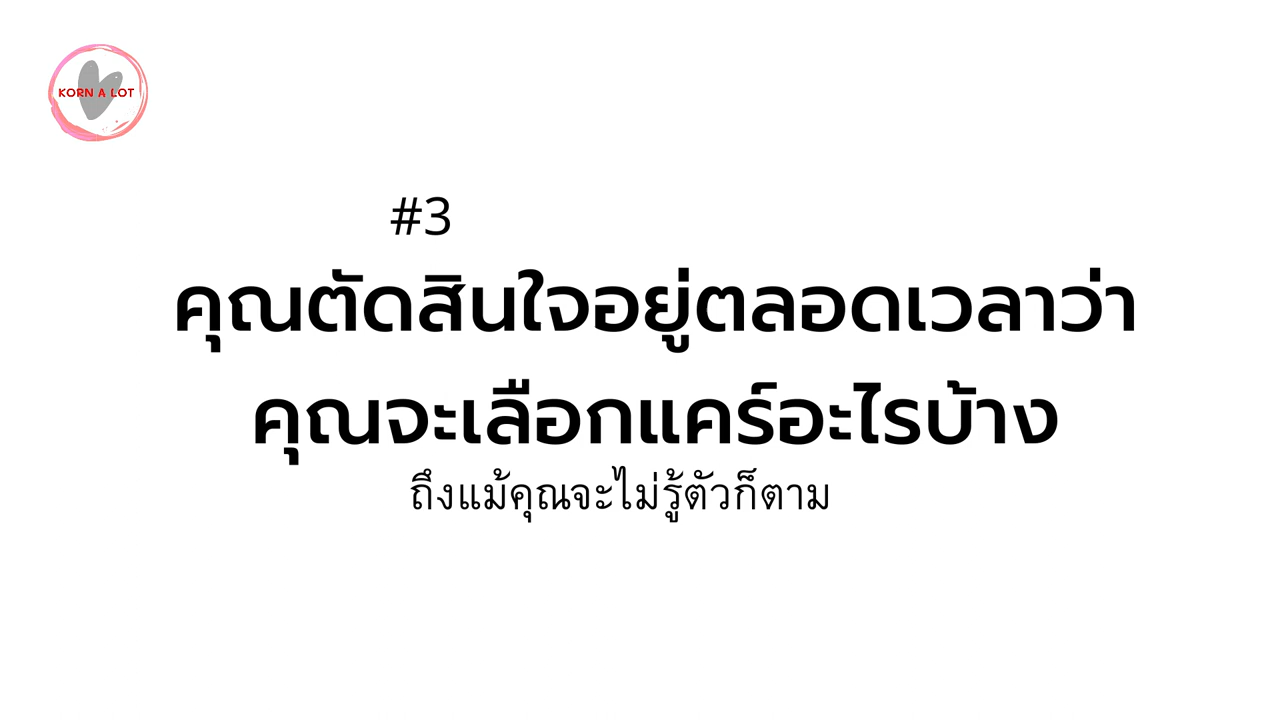 KORN A LOT
#3
คุณตัดสินใจอยู่ตลอดเวลาว่า
คุณจะเลือกแคร์อะไรบ้าง
ถึงแม้คุณจะไม่รู้ตัวก็ตาม